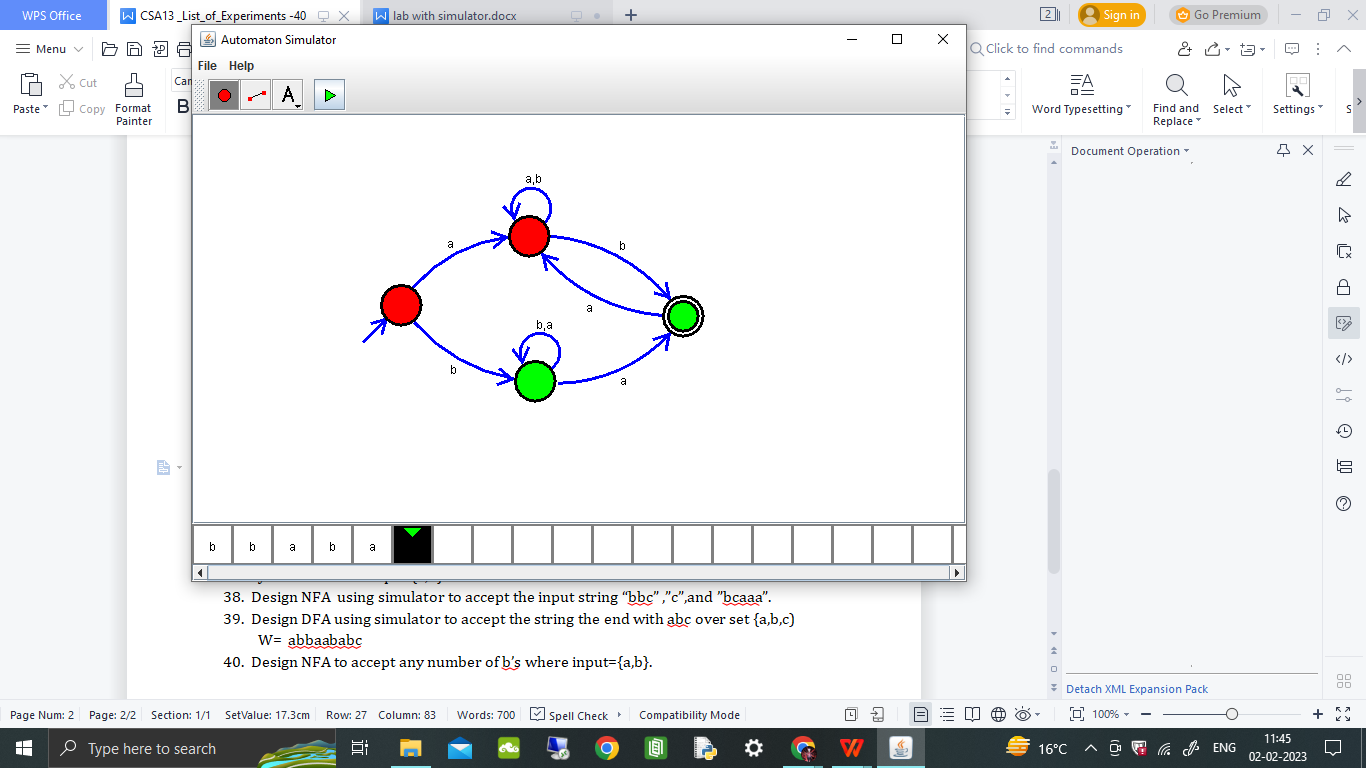 WPS Office
CSA13 _List_of_Experiments -40
lab with simulator.docx
2
Sign in
Go Premium
Automaton Simulator
Menu
Click to find commands
File Help
Paste
Cut
Copy
Format
Painter
B
A
Word Typesetting
Find and
Replace
Select
Settings
Document Operation
a,b
a
b
a
b,a
b
a
b b a b a
38. Design NFA using simulator to accept the input string “bbc” ,”c”,and ”bcaaa”.
39. Design DFA using simulator to accept the string the end with abc over set {a,b,c)
W= abbaababc
40. Design NFA to accept any number of b’s where input={a,b}.
Detach XML Expansion Pack
Page Num: 2 Page: 2/2 Section: 1/1 SetValue: 17.3cm Row: 27 Column: 83 Words: 700 Spell Check Compatibility Mode 100%
Type here to search
16°C
ENG
11:45
02-02-2023